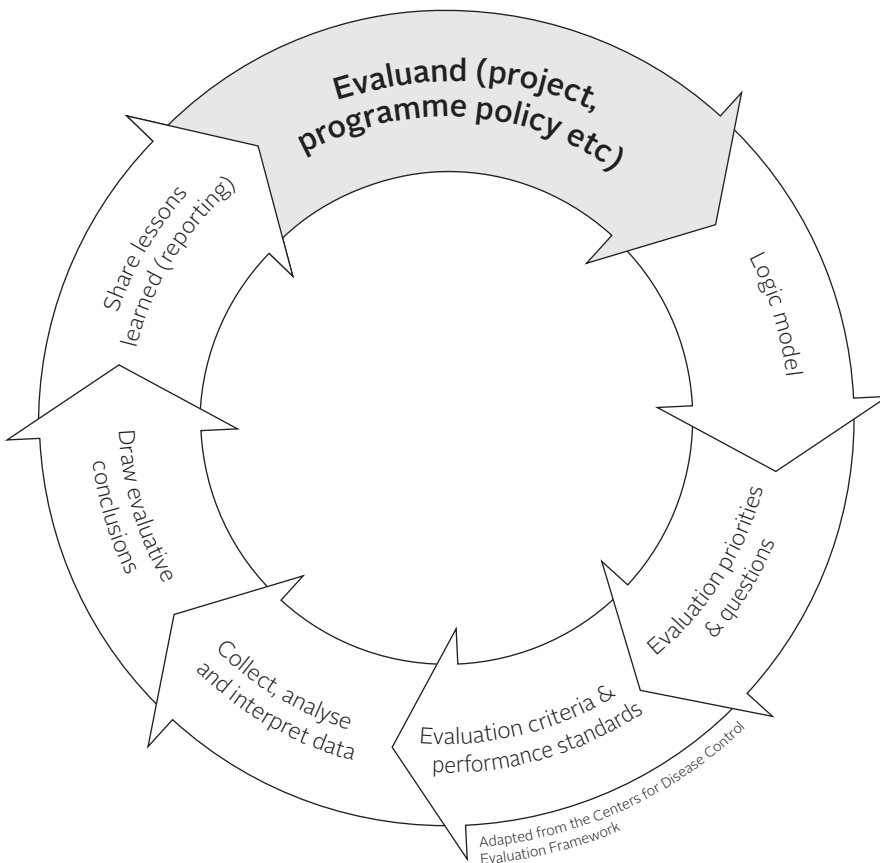 Evaluand (project,
programme policy etc)
Logic model
Evaluation priorities
& questions
Evaluation criteria &
performance standards
Collect, analyse
and interpret data
Draw evaluative
conclusions
Share lessons
learned (reporting)
Adapted from the Centers for Disease Control
Evaluation Framework